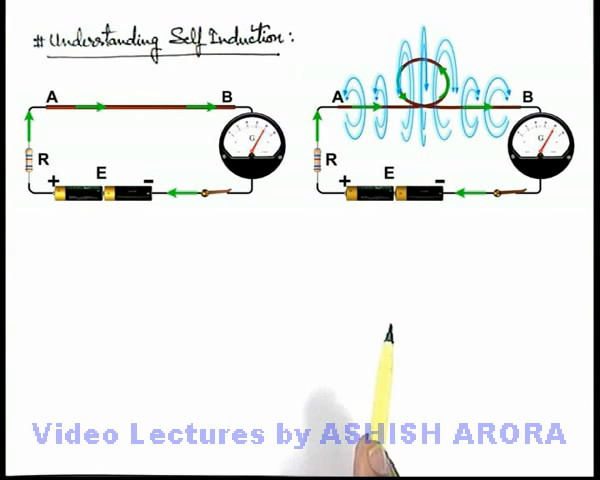 # Understanding Self Induction :
A B
R
G
+ E -
A B
R
G
+ E -
Video Lectures by ASHISH ARORA